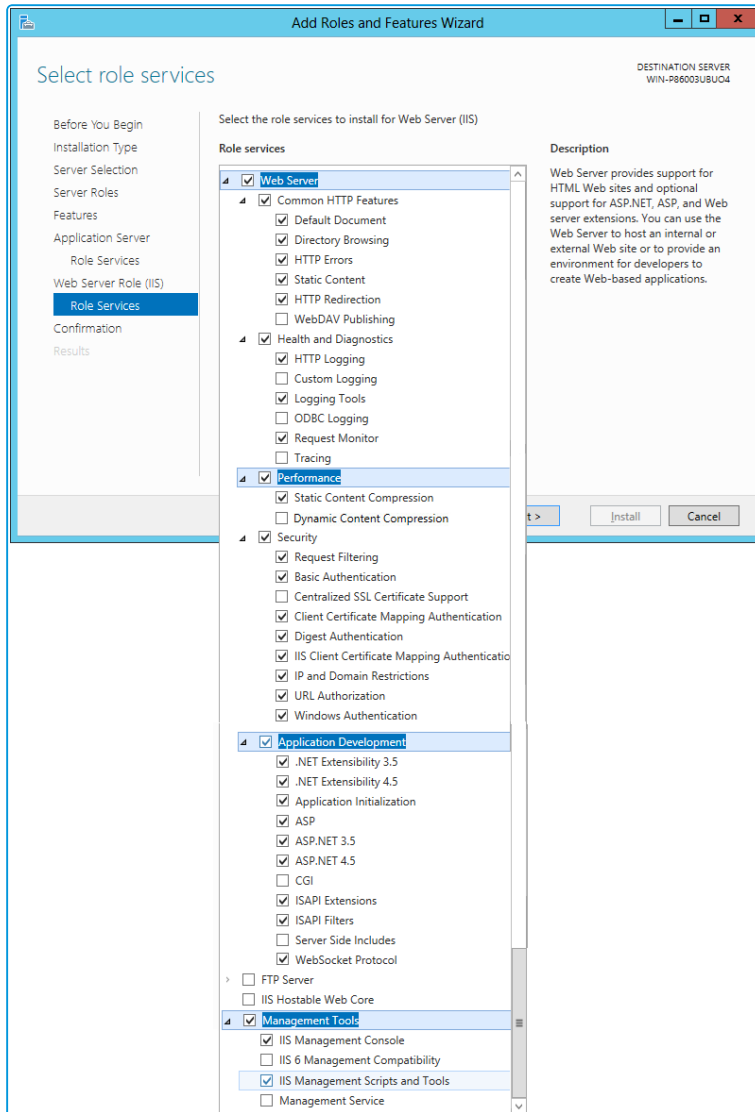 Add Roles and Features Wizard
Select role services
DESTINATION SERVER
WIN-P86003UBUO4
Before You Begin
Installation Type
Server Selection
Server Roles
Features
Application Server
Role Services
Web Server Role (IIS)
Role Services
Confirmation
Results
Select the role services to install for Web Server (IIS)
Role services
Web Server
Common HTTP Features
Default Document
Directory Browsing
HTTP Errors
Static Content
HTTP Redirection
WebDAV Publishing
Health and Diagnostics
HTTP Logging
Custom Logging
Logging Tools
ODBC Logging
Request Monitor
Tracing
Performance
Static Content Compression
Dynamic Content Compression
Security
Request Filtering
Basic Authentication
Centralized SSL Certificate Support
Client Certificate Mapping Authentication
Digest Authentication
IIS Client Certificate Mapping Authenticatio
IP and Domain Restrictions
URL Authorization
Windows Authentication
Application Development
.NET Extensibility 3.5
.NET Extensibility 4.5
Application Initialization
ASP
ASP.NET 3.5
ASP.NET 4.5
CGI
ISAPI Extensions
ISAPI Filters
Server Side Includes
WebSocket Protocol
FTP Server
IIS Hostable Web Core
Management Tools
IIS Management Console
IIS 6 Management Compatibility
IIS Management Scripts and Tools
Management Service
Description
Web Server provides support for
HTML Web sites and optional
support for ASP.NET, ASP, and Web
server extensions. You can use the
Web Server to host an internal or
external Web site or to provide an
environment for developers to
create Web-based applications.
t >
Install
Cancel